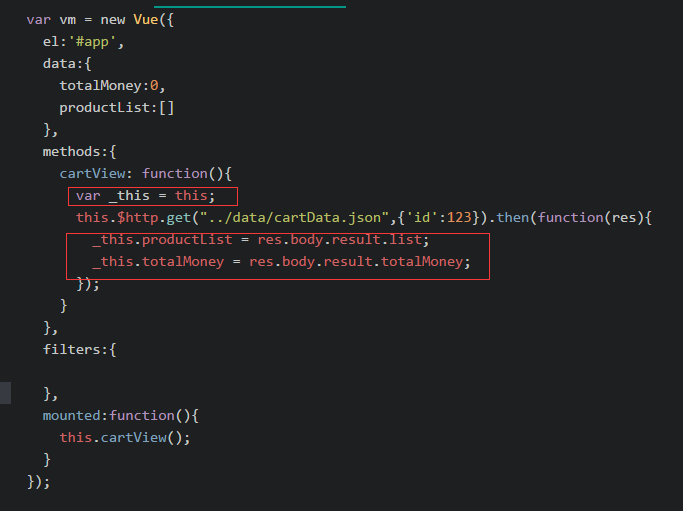 var vm = new Vue({
el:'#app',
data:{
totalMoney:0,
productList:[]
},
methods:{
cartView: function(){
var _this = this;
this.$http.get("../data/cartData.json",{'id':123}).then(function(res){
_this.productList = res.body.result.list;
_this.totalMoney = res.body.result.totalMoney;
});
}
},
filters:{
},
mounted:function(){
this.cartView();
}
});